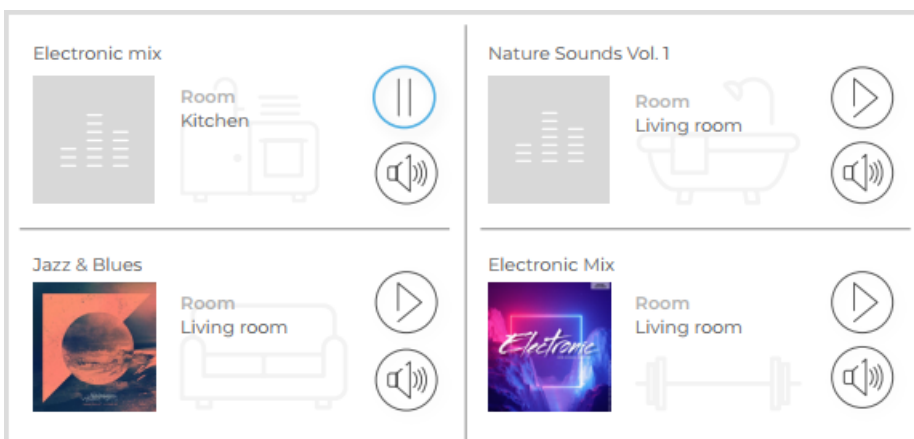 Electronic mix
Room
Kitchen
Nature Sounds Vol. 1
Room
Living room
Jazz & Blues
Room
Living room
Electronic Mix
Room
Living room
Electronic